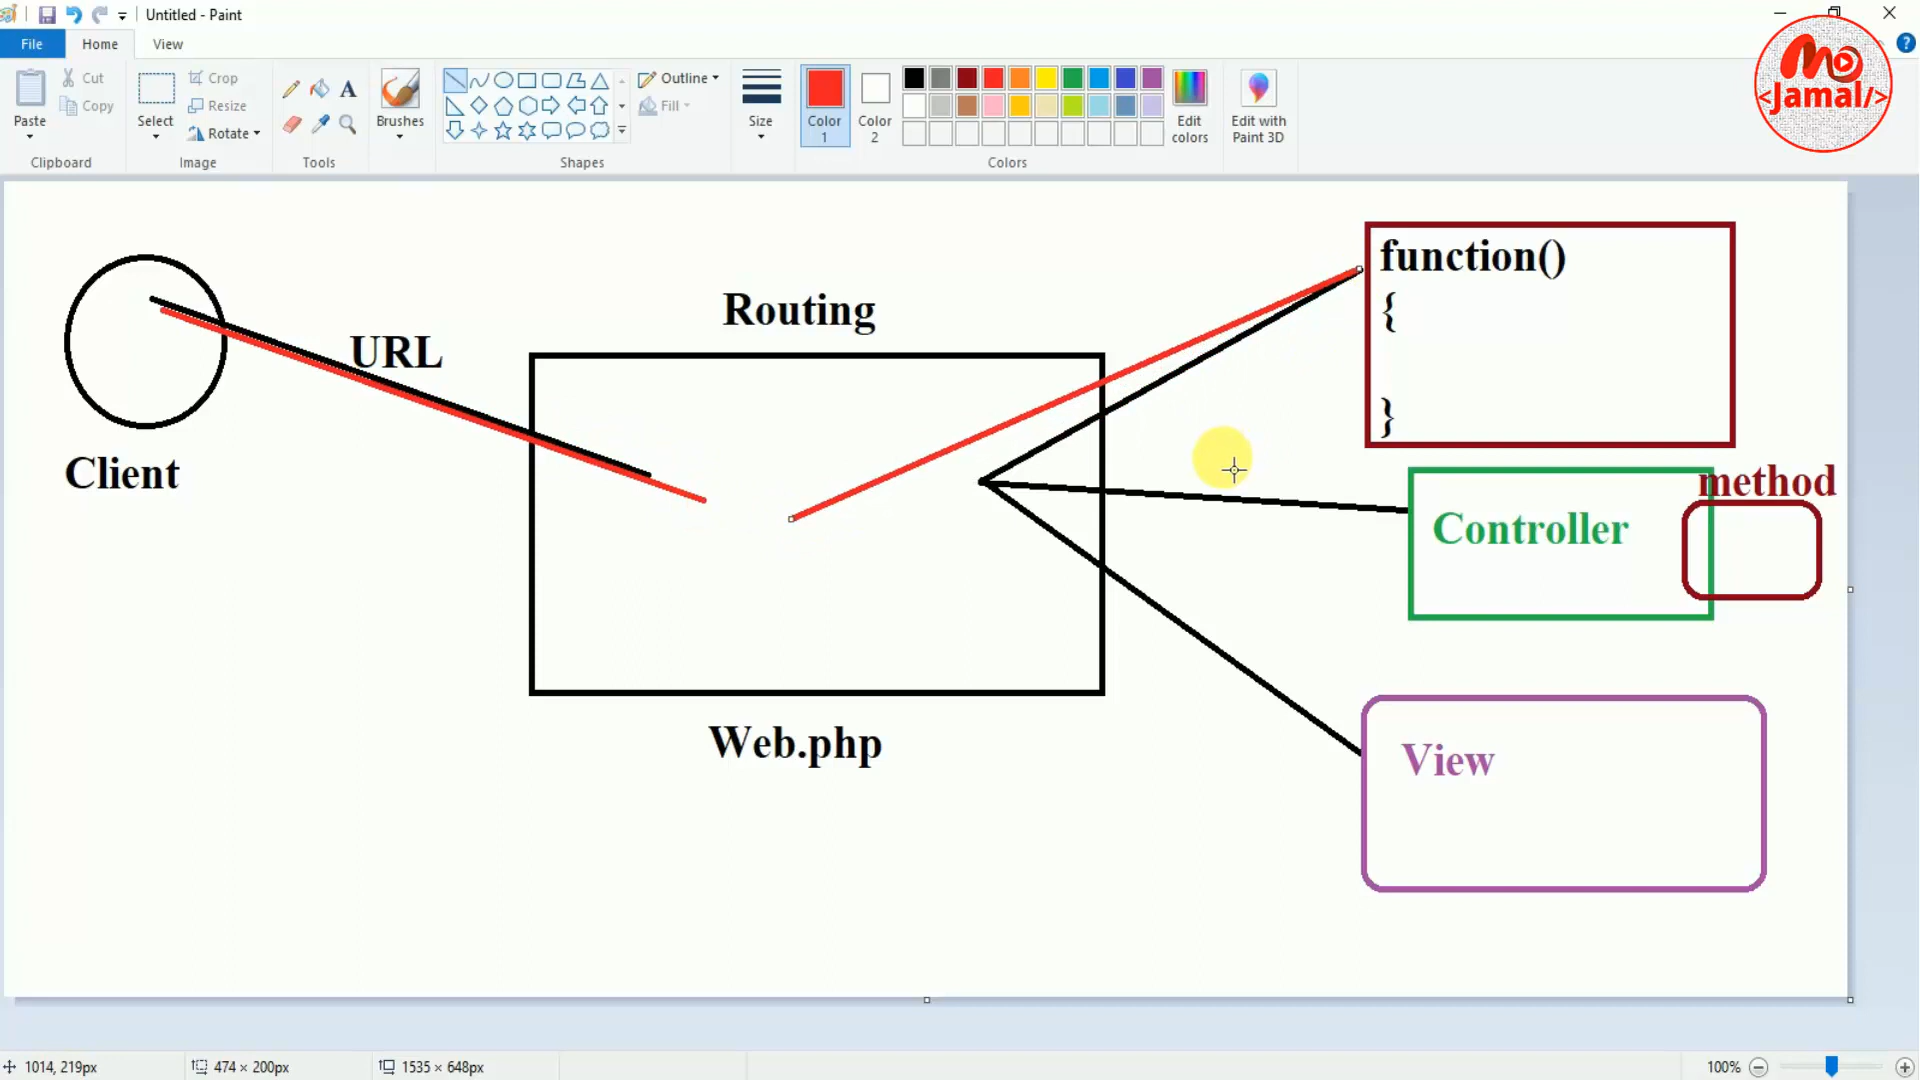 Untitled - Paint
File
Home
View
Paste
Cut
Copy
Clipboard
Select
Crop
Resize
Rotate
Image
A
Tools
Brushes
Outline
Fill
Shapes
Size
Color 1
Color 2
Edit colors
Colors
Edit with Paint 3D
?
Mo
<Jamal/>
function()
{
}
Routing
URL
Client
method
Controller
Web.php
View
1014, 219px
474 × 200px
1535 × 648px
100%